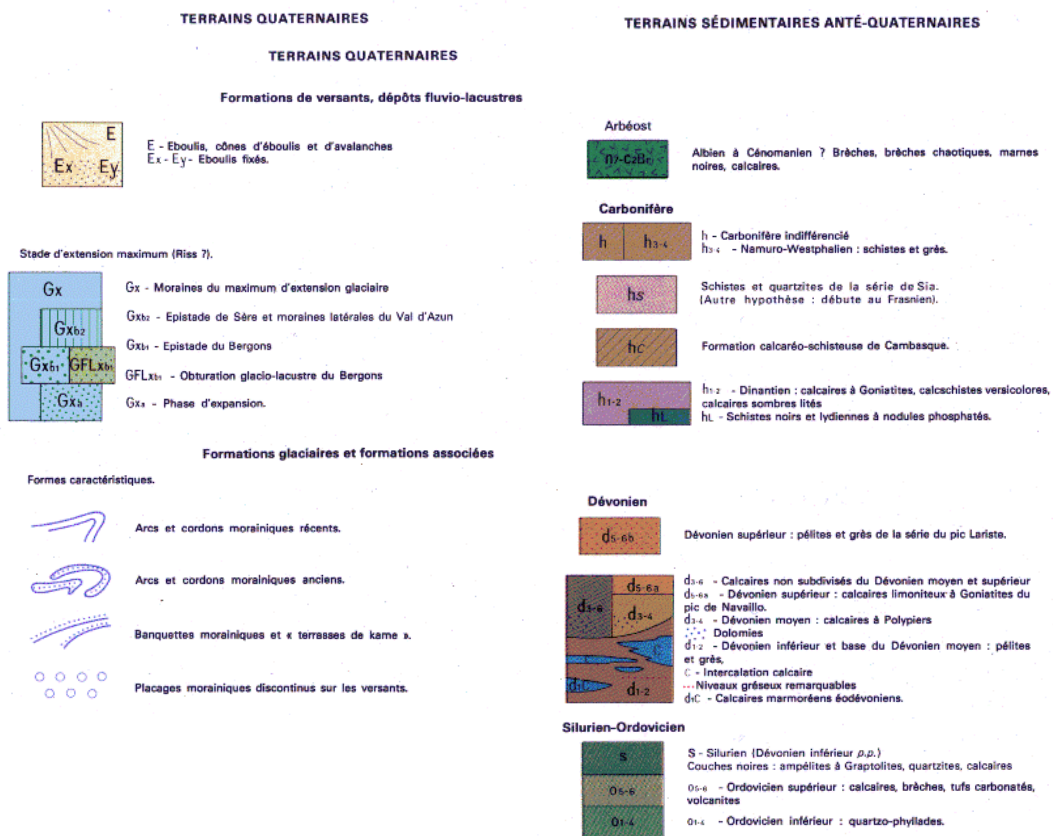 TERRAINS QUATERNAIRES
TERRAINS QUATERNAIRES
Formations de versants, dépôts fluvio-lacustres
E
Ex Ey
E - Eboulis, cônes d'éboulis et d'avalanches
Ex - Ey - Eboulis fixés.
Stade d'extension maximum (Riss ?).
Gx
Gxb2
Gxb1 GFLxb1
Gxa
Gx - Moraines du maximum d'extension glaciaire
Gxb2 - Epistade de Sère et moraines latérales du Val d'Azun
Gxb1 - Epistade du Bergons
GFLxb1 - Obturation glacio-lacustre du Bergons
Gxa - Phase d'expansion.
Formations glaciaires et formations associées
Formes caractéristiques.
Arcs et cordons morainiques récents.
Arcs et cordons morainiques anciens.
Banquettes morainiques et « terrasses de kame ».
Placages morainiques discontinus sur les versants.
TERRAINS SÉDIMENTAIRES ANTÉ-QUATERNAIRES
Arbéost
n7-c2Br
Albien à Cénomanien ? Brèches, brèches chaotiques, marnes
noires, calcaires.
Carbonifère
h h3-4
h - Carbonifère indifférencié
h3-4 - Namuro-Westphalien : schistes et grès.
hS
Schistes et quartzites de la série de Sia.
(Autre hypothèse : débute au Frasnien).
hC
Formation calcaréo-schisteuse de Cambasque.
h1-2
hL
h1-2 - Dinantien : calcaires à Goniatites, calcschistes versicolores,
calcaires sombres lités
hL - Schistes noirs et lydiennes à nodules phosphatés.
Dévonien
d5-6b
Dévonien supérieur : pélites et grès de la série du pic Lariste.
d5-6a
d3-6 d3-4
C
d1C d1-2
d3-6 - Calcaires non subdivisés du Dévonien moyen et supérieur
d5-6a - Dévonien supérieur : calcaires limoniteux à Goniatites du
pic de Navaillo.
d3-4 - Dévonien moyen : calcaires à Polypiers
Dolomies
d1-2 - Dévonien inférieur et base du Dévonien moyen : pélites
et grès,
C - Intercalation calcaire
Niveaux gréseux remarquables
d1C - Calcaires marmoréens éodévoniens.
Silurien-Ordovicien
S
O5-6
O1-4
S - Silurien (Dévonien inférieur p.p.)
Couches noires : ampélites à Graptolites, quartzites, calcaires
O5-6 - Ordovicien supérieur : calcaires, brèches, tufs carbonatés,
volcanites
O1-4 - Ordovicien inférieur : quartzo-phyllades.